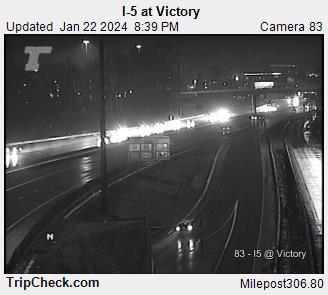 I-5 at Victory
Updated Jan 22 2024 8:39 PM Camera 83
N
83 - I5 @ Victory
TripCheck.com Milepost306.80